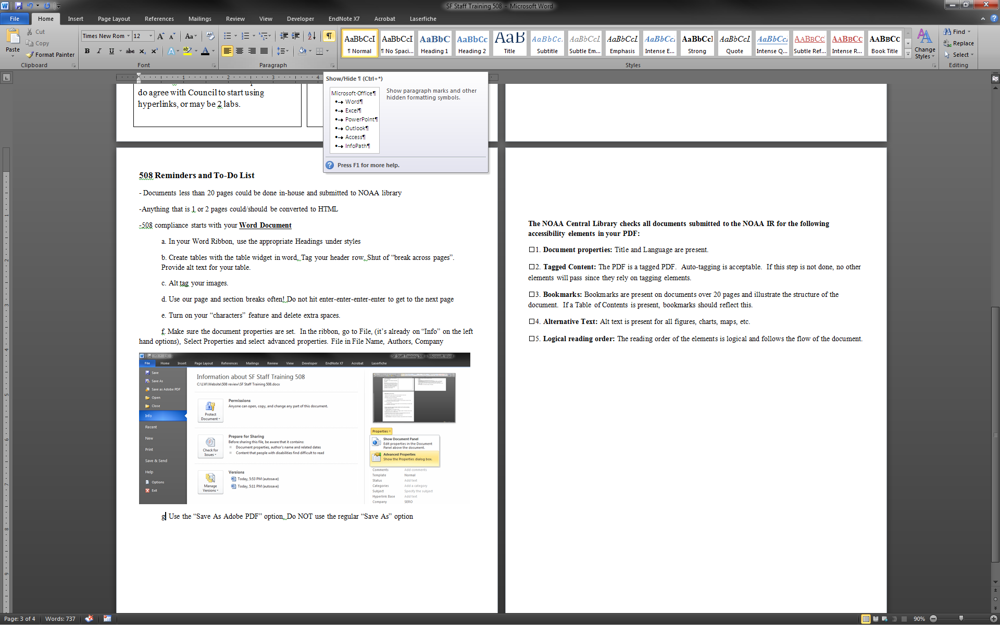 SF Staff Training 508 - Microsoft Word
File Home Insert Page Layout References Mailings Review View Developer EndNote X7 Acrobat Laserfiche
Paste Cut Copy Format Painter Clipboard
Times New Rom 12 Font
Paragraph
AaBbCcI AaBbCcI AaBbC AaBbCc AaB AaBbCc AaBbCcL AaBbCcL AaBbCc AaBbCcl AaBbCcL AaBbCc AaBbCc AaBbCc AaBbCc
¶ Normal ¶ No Spaci... Heading 1 Heading 2 Title Subtitle Subtle Em... Emphasis Intense E... Strong Quote Intense Q... Subtle Ref... Intense R... Book Title
Styles
Change Styles
Find Replace Select Editing
do agree with Council to start using
hyperlinks, or may be 2 labs.
Show/Hide ¶ (Ctrl+*)
Show paragraph marks and other
hidden formatting symbols.
Microsoft·Office¶
Word¶
Excel¶
PowerPoint¶
Outlook¶
Access¶
InfoPath¶
Press F1 for more help.
508 Reminders and To-Do List
- Documents less than 20 pages could be done in-house and submitted to NOAA library
-Anything that is 1 or 2 pages could/should be converted to HTML
-508 compliance starts with your Word Document
a. In your Word Ribbon, use the appropriate Headings under styles
b. Create tables with the table widget in word. Tag your header row. Shut of “break across pages”.
Provide alt text for your table.
c. Alt tag your images.
d. Use our page and section breaks often! Do not hit enter-enter-enter-enter to get to the next page
e. Turn on your “characters” feature and delete extra spaces.
f. Make sure the document properties are set. In the ribbon, go to File, (it’s already on “Info” on the left
hand options), Select Properties and select advanced properties. File in File Name, Authors, Company
SF Staff Training 508 - Microsoft Word
File Home Insert Page Layout References Mailings Review View Developer EndNote X7 Acrobat Laserfiche
Save
Save As
Save as Adobe PDF
Open
Close
Info
Recent
New
Print
Save & Send
Help
Options
Exit
Information about SF Staff Training 508
C:\LW\Website\508 review\SF Staff Training 508.docx
Protect
Document
Permissions
Anyone can open, copy, and change any part of this document.
Check for
Issues
Prepare for Sharing
Before sharing this file, be aware that it contains:
Document properties, author's name and related dates
Content that people with disabilities find difficult to read
Manage
Versions
Versions
Today, 5:53 PM (autosave)
Today, 5:11 PM (autosave)
Properties
Show Document Panel
Edit properties in the Document
Panel above the document.
Advanced Properties
Show the Properties dialog box.
Comments Add comments
Template Normal
Status Add text
Categories Add a category
Subject Specify the subject
Hyperlink Base Add text
Company SERO
g. Use the “Save As Adobe PDF” option. Do NOT use the regular “Save As” option
The NOAA Central Library checks all documents submitted to the NOAA IR for the following
accessibility elements in your PDF:
☐1. Document properties: Title and Language are present.
☐2. Tagged Content: The PDF is a tagged PDF. Auto-tagging is acceptable. If this step is not done, no other
elements will pass since they rely on tagging elements.
☐3. Bookmarks: Bookmarks are present on documents over 20 pages and illustrate the structure of the
document. If a Table of Contents is present, bookmarks should reflect this.
☐4. Alternative Text: Alt text is present for all figures, charts, maps, etc.
☐5. Logical reading order: The reading order of the elements is logical and follows the flow of the document.
Page: 3 of 4 Words: 737 90%